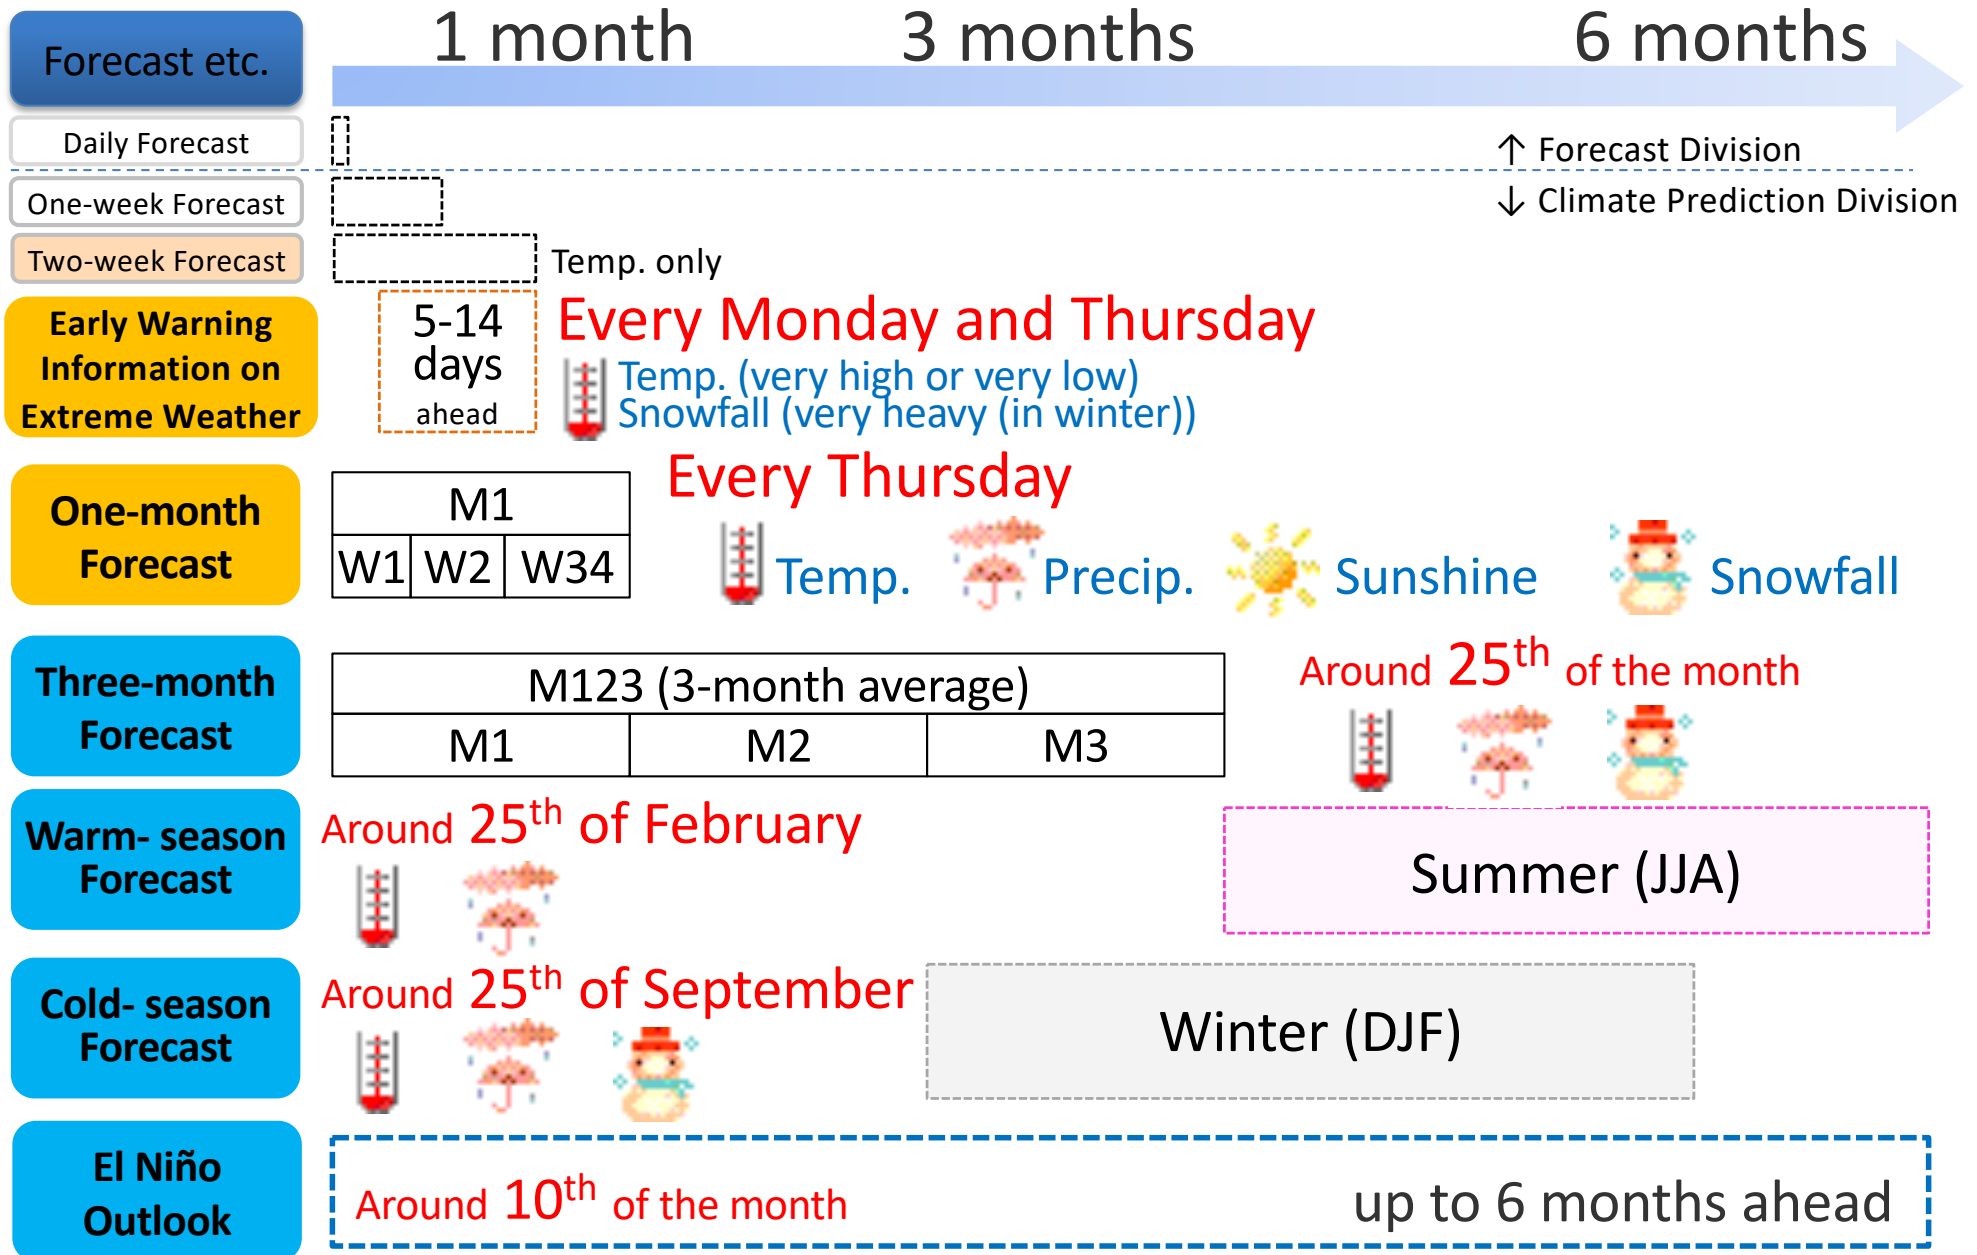 Forecast etc.
1 month
3 months
6 months
Daily Forecast
↑ Forecast Division
One-week Forecast
↓ Climate Prediction Division
Two-week Forecast
Temp. only
Early Warning
Information on
Extreme Weather
5-14
days
ahead
Every Monday and Thursday
Temp. (very high or very low)
Snowfall (very heavy (in winter))
One-month
Forecast
M1
W1
W2
W34
Every Thursday
Temp.
Precip.
Sunshine
Snowfall
Three-month
Forecast
M123 (3-month average)
M1
M2
M3
Around 25th of the month
Warm- season
Forecast
Around 25th of February
Summer (JJA)
Cold- season
Forecast
Around 25th of September
Winter (DJF)
El Niño
Outlook
Around 10th of the month
up to 6 months ahead